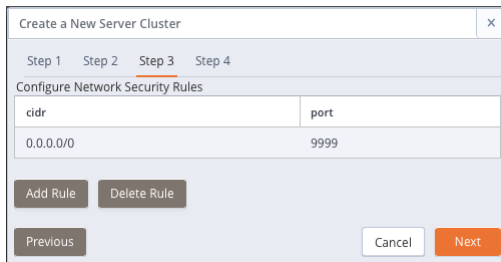 Create a New Server Cluster ×
Step 1 Step 2 Step 3 Step 4
Configure Network Security Rules
cidr port
0.0.0.0/0 9999
Add Rule Delete Rule
Previous Cancel Next